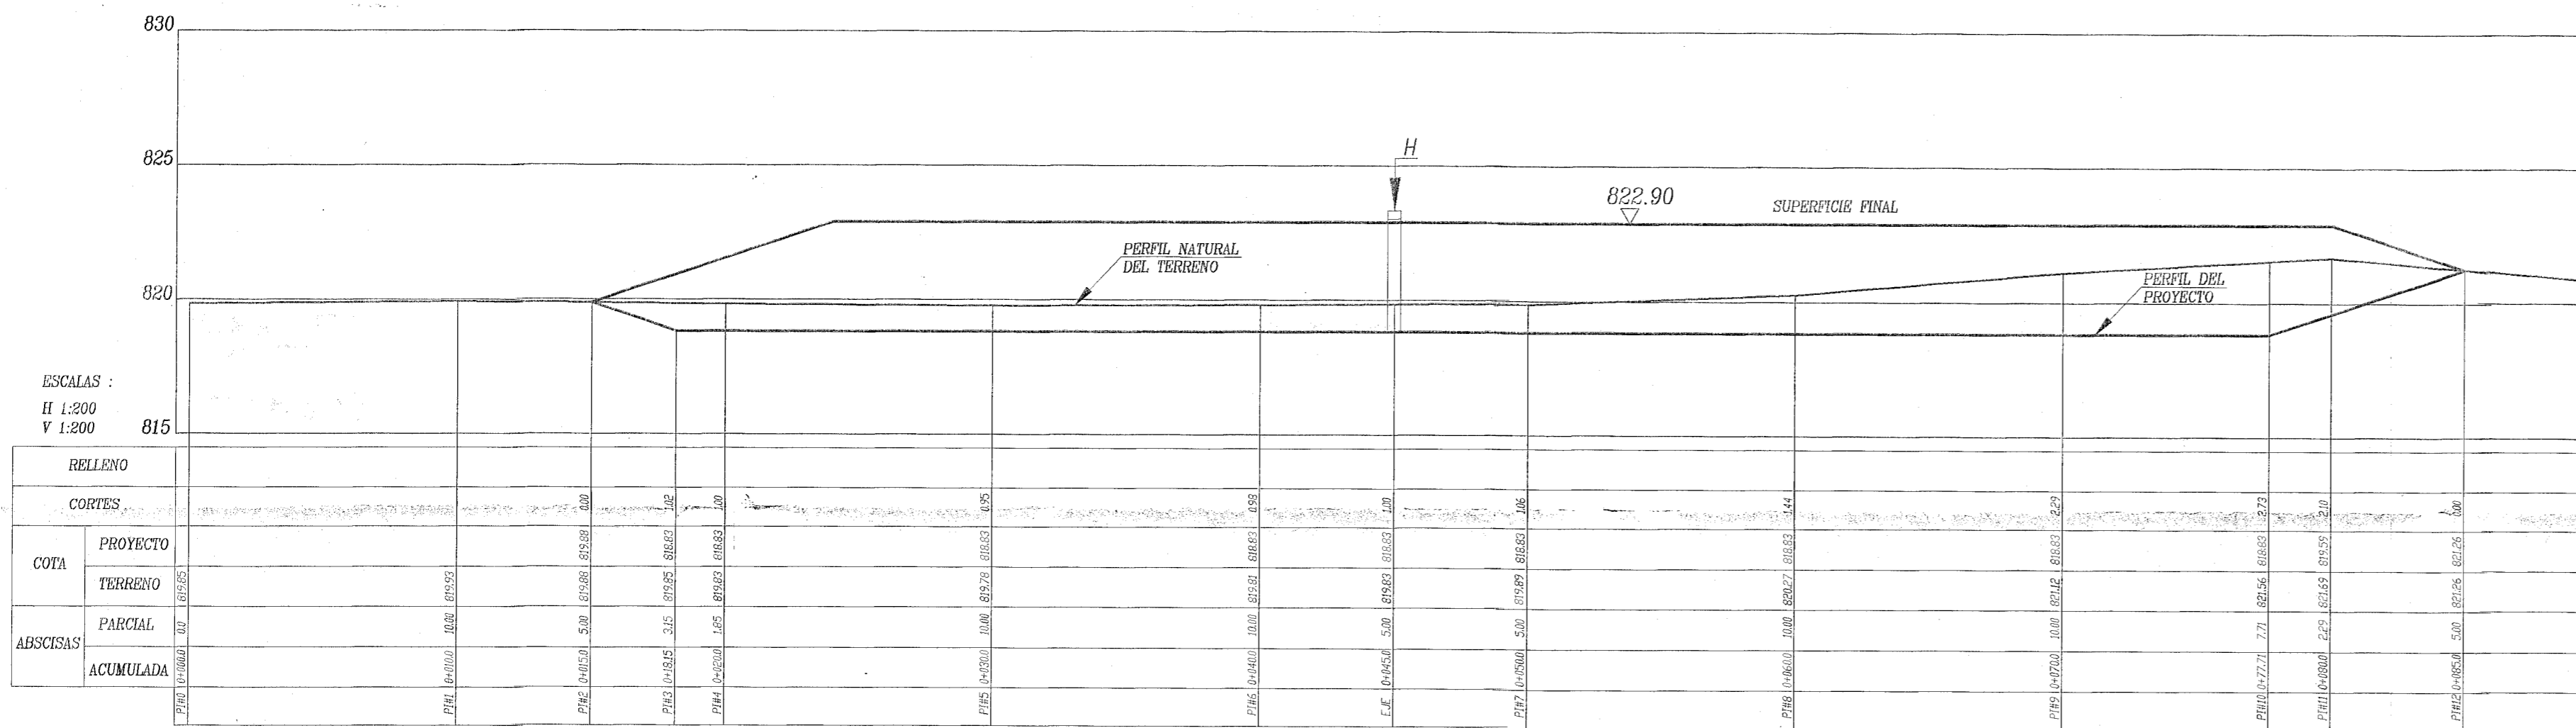 830
825
H
822.90
SUPERFICIE FINAL
PERFIL NATURAL
DEL TERRENO
820
PERFIL DEL
PROYECTO
ESCALAS :
H 1:200
V 1:200
815
RELLENO
CORTES 0.00 1.02 1.00 0.95 0.98 1.00 1.06 1.44 2.29 2.73 2.10 0.00
COTA
PROYECTO 819.88 818.83 818.83 818.83 818.83 818.83 818.83 818.83 818.83 818.83 819.59 821.26
TERRENO 819.85 819.93 819.88 819.85 819.83 819.78 819.81 819.83 819.89 820.27 821.12 821.56 821.69 821.26
ABSCISAS
PARCIAL 0.0 10.00 5.00 3.15 1.85 10.00 10.00 5.00 5.00 10.00 10.00 7.71 2.29 5.00
ACUMULADA 0+000.0 0+010.0 0+015.0 0+18.15 0+020.0 0+030.0 0+040.0 0+045.0 0+050.0 0+060.0 0+070.0 0+77.71 0+080.0 0+085.0
PI#0 PI#1 PI#2 PI#3 PI#4 PI#5 PI#6 EJE PI#7 PI#8 PI#9 PI#10 PI#11 PI#12